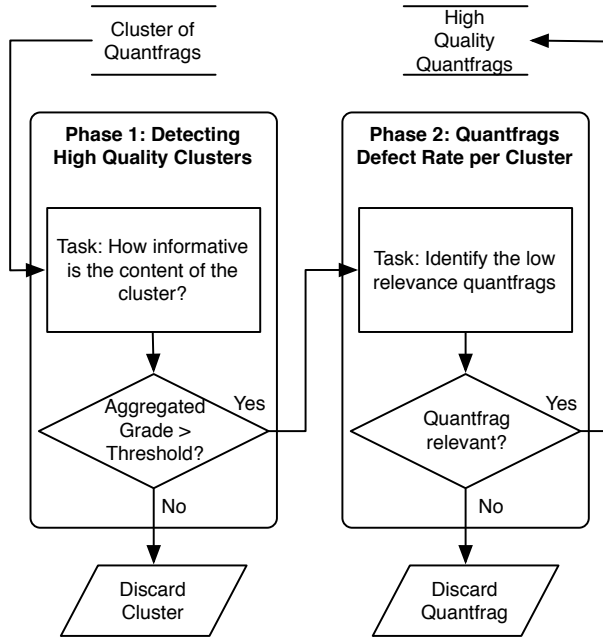 Cluster of
Quantfrags
High
Quality
Quantfrags
Phase 1: Detecting
High Quality Clusters
Task: How informative
is the content of the
cluster?
Aggregated
Grade >
Threshold?
Yes
No
Discard
Cluster
Phase 2: Quantfrags
Defect Rate per Cluster
Task: Identify the low
relevance quantfrags
Quantfrag
relevant?
Yes
No
Discard
Quantfrag